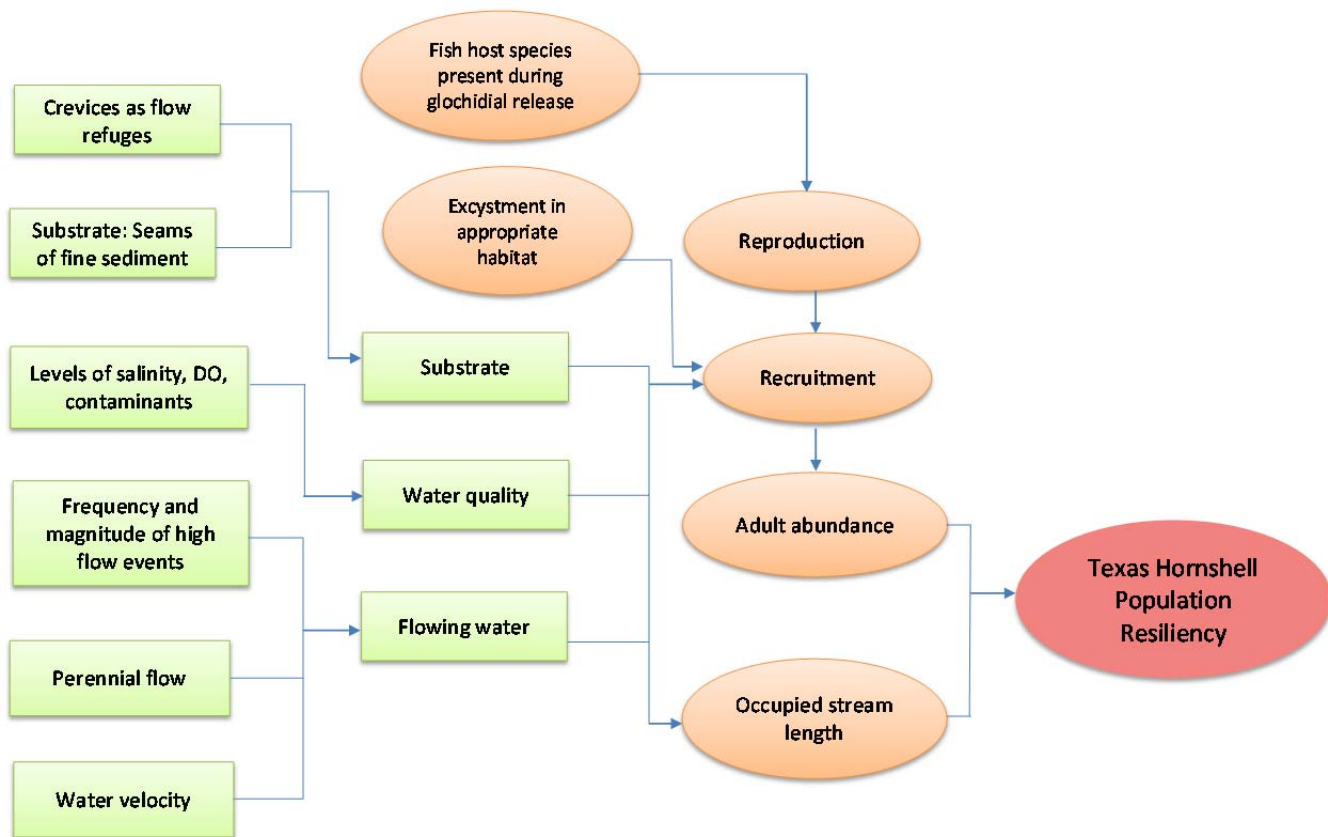 Fish host species
present during
glochidial release
Crevices as flow
refuges
Excystment in
appropriate
habitat
Substrate: Seams
of fine sediment
Reproduction
Levels of salinity, DO,
contaminants
Substrate
Recruitment
Frequency and
magnitude of high
flow events
Water quality
Adult abundance
Texas Hornshell
Population
Resiliency
Perennial flow
Flowing water
Occupied stream
length
Water velocity